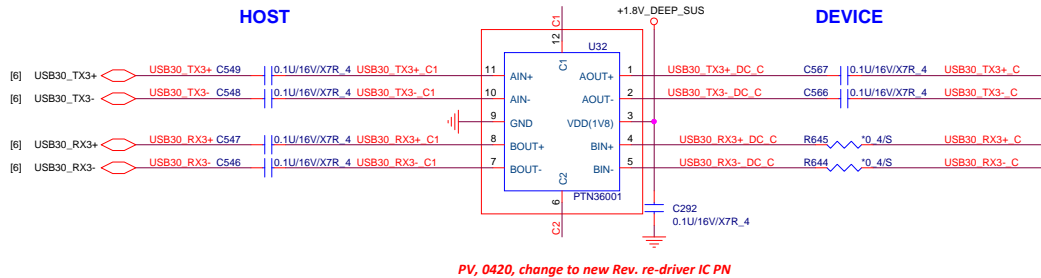 HOST
C1
+1.8V_DEEP_SUS
DEVICE
12
U32
C1
[6] USB30_TX3+ USB30_TX3+ C549 0.1U/16V/X7R_4 USB30_TX3+_C1 11 AIN+ AOUT+ 1 USB30_TX3+_DC_C C567 0.1U/16V/X7R_4 USB30_TX3+_C
[6] USB30_TX3- USB30_TX3- C548 0.1U/16V/X7R_4 USB30_TX3-_C1 10 AIN- AOUT- 2 USB30_TX3-_DC_C C566 0.1U/16V/X7R_4 USB30_TX3-_C
9 GND VDD(1V8) 3
[6] USB30_RX3+ USB30_RX3+ C547 0.1U/16V/X7R_4 USB30_RX3+_C1 8 BOUT+ BIN+ 4 USB30_RX3+_DC_C R645 *0_4/S USB30_RX3+_C
[6] USB30_RX3- USB30_RX3- C546 0.1U/16V/X7R_4 USB30_RX3-_C1 7 BOUT- BIN- 5 USB30_RX3-_DC_C R644 *0_4/S USB30_RX3-_C
C2
6
PTN36001
C2
C292
0.1U/16V/X7R_4
PV, 0420, change to new Rev. re-driver IC PN